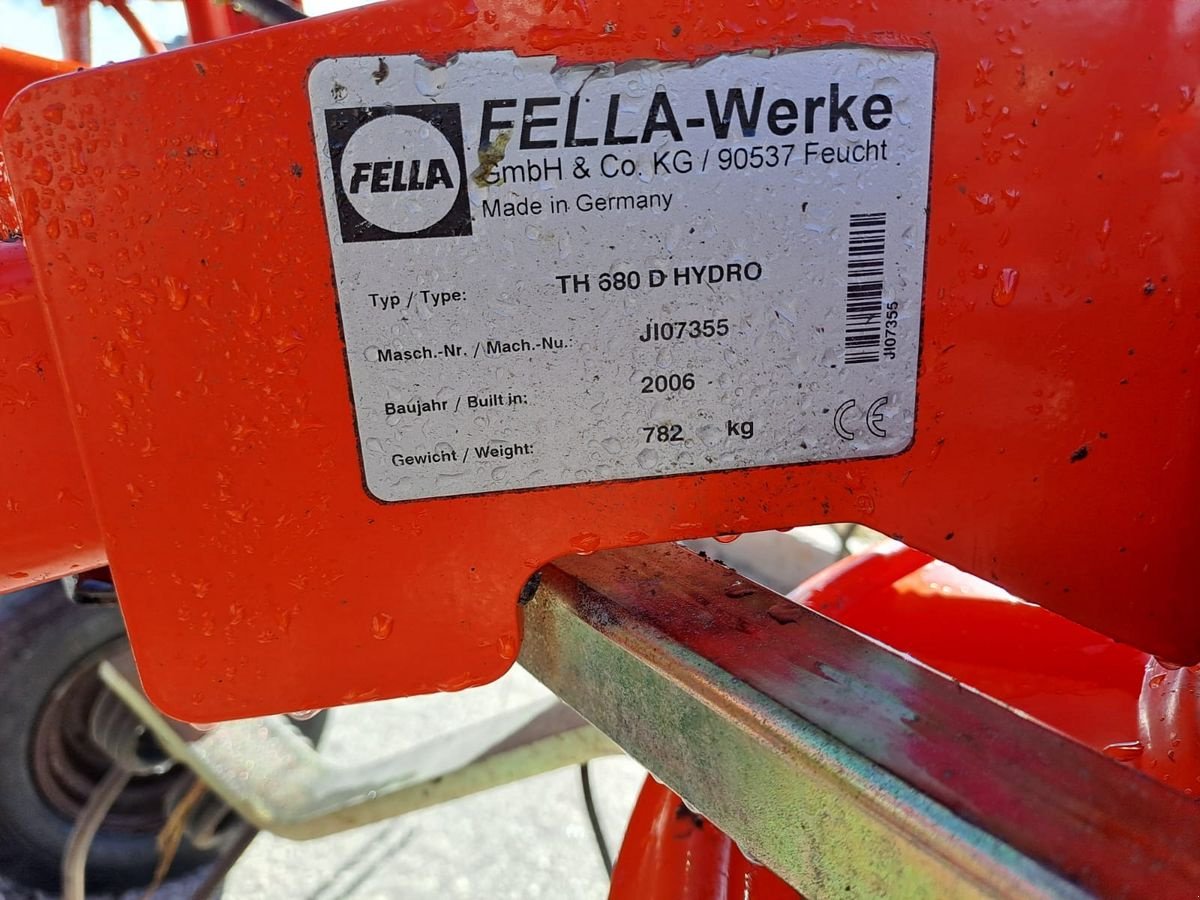 FELLA
FELLA-Werke
GmbH & Co. KG / 90537 Feucht
Made in Germany
Typ / Type: TH 680 D HYDRO
Masch.-Nr. / Mach.-Nu.: JI07355
Baujahr / Built in: 2006
Gewicht / Weight: 782 kg
JI07355
CE